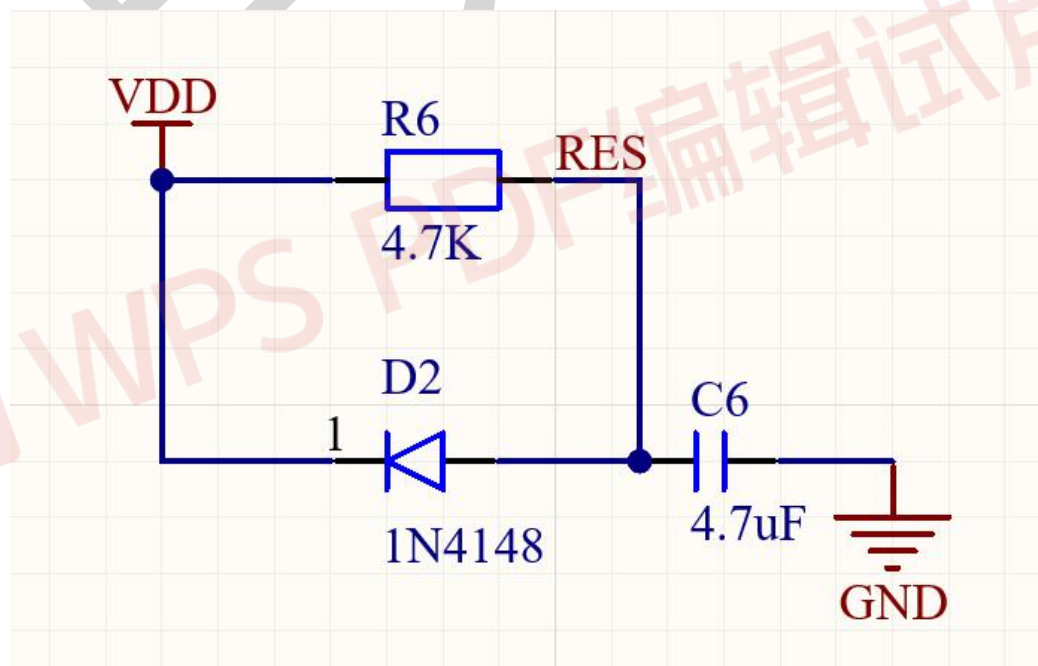 VDD
R6
RES
4.7K
D2
1
1N4148
C6
4.7uF
GND
WPS PDF编辑试用